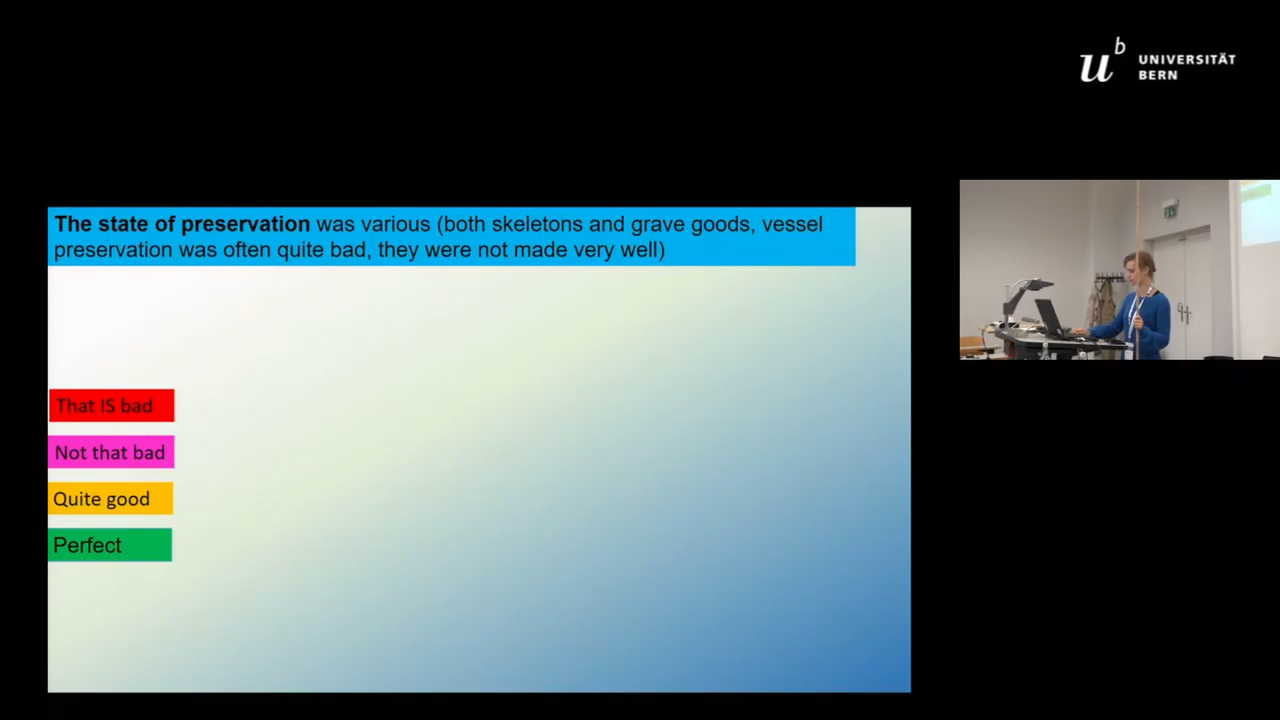 u^b UNIVERSITÄT
BERN
The state of preservation was various (both skeletons and grave goods, vessel
preservation was often quite bad, they were not made very well)
That IS bad
Not that bad
Quite good
Perfect